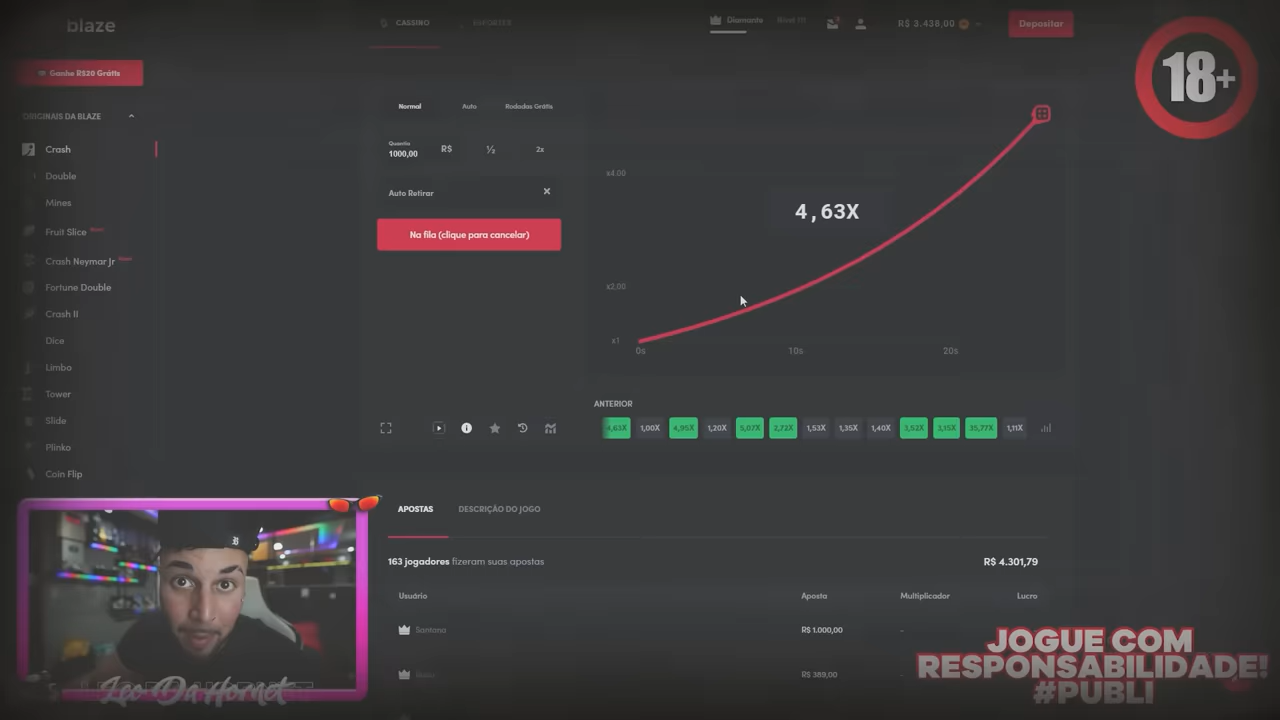 blaze
CASSINO
ESPORTES
Diamante
R$ 3.438,00
Depositar
18+
Ganhe R$20 Grátis
ORIGINAIS DA BLAZE
Crash
Double
Mines
Fruit Slice
Crash Neymar Jr
Fortune Double
Crash II
Dice
Limbo
Tower
Slide
Plinko
Coin Flip
Normal
Auto
Rodadas Grátis
Quantia
1000,00
R$
½
2x
Auto Retirar
Na fila (clique para cancelar)
x4.00
4,63X
x2.00
x1
0s
10s
20s
ANTERIOR
4,63X
1,00X
4,95X
1,20X
5,07X
2,72X
1,53X
1,35X
1,40X
3,52X
3,15X
35,77X
1,11X
APOSTAS
DESCRIÇÃO DO JOGO
163 jogadores fizeram suas apostas
R$ 4.301,79
Usuário
Aposta
Multiplicador
Lucro
Santana
R$ 1.000,00
-
R$ 389,00
-
Leo Da Hornet
JOGUE COM
RESPONSABILIDADE!
#PUBLI